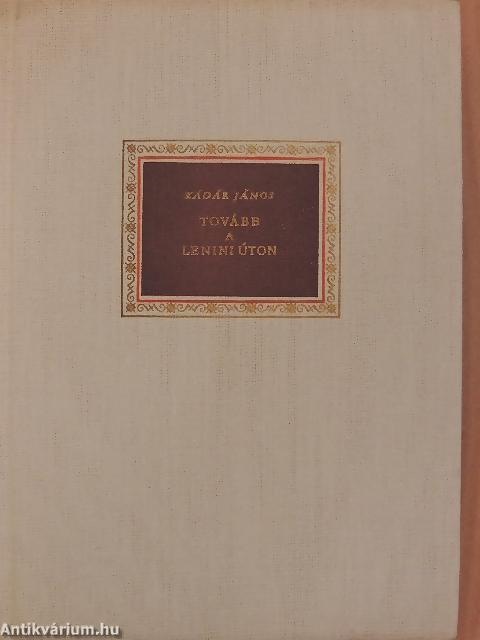 KÁDÁR JÁNOS
TOVÁBB
A
LENINI ÚTON
Antikvárium.hu